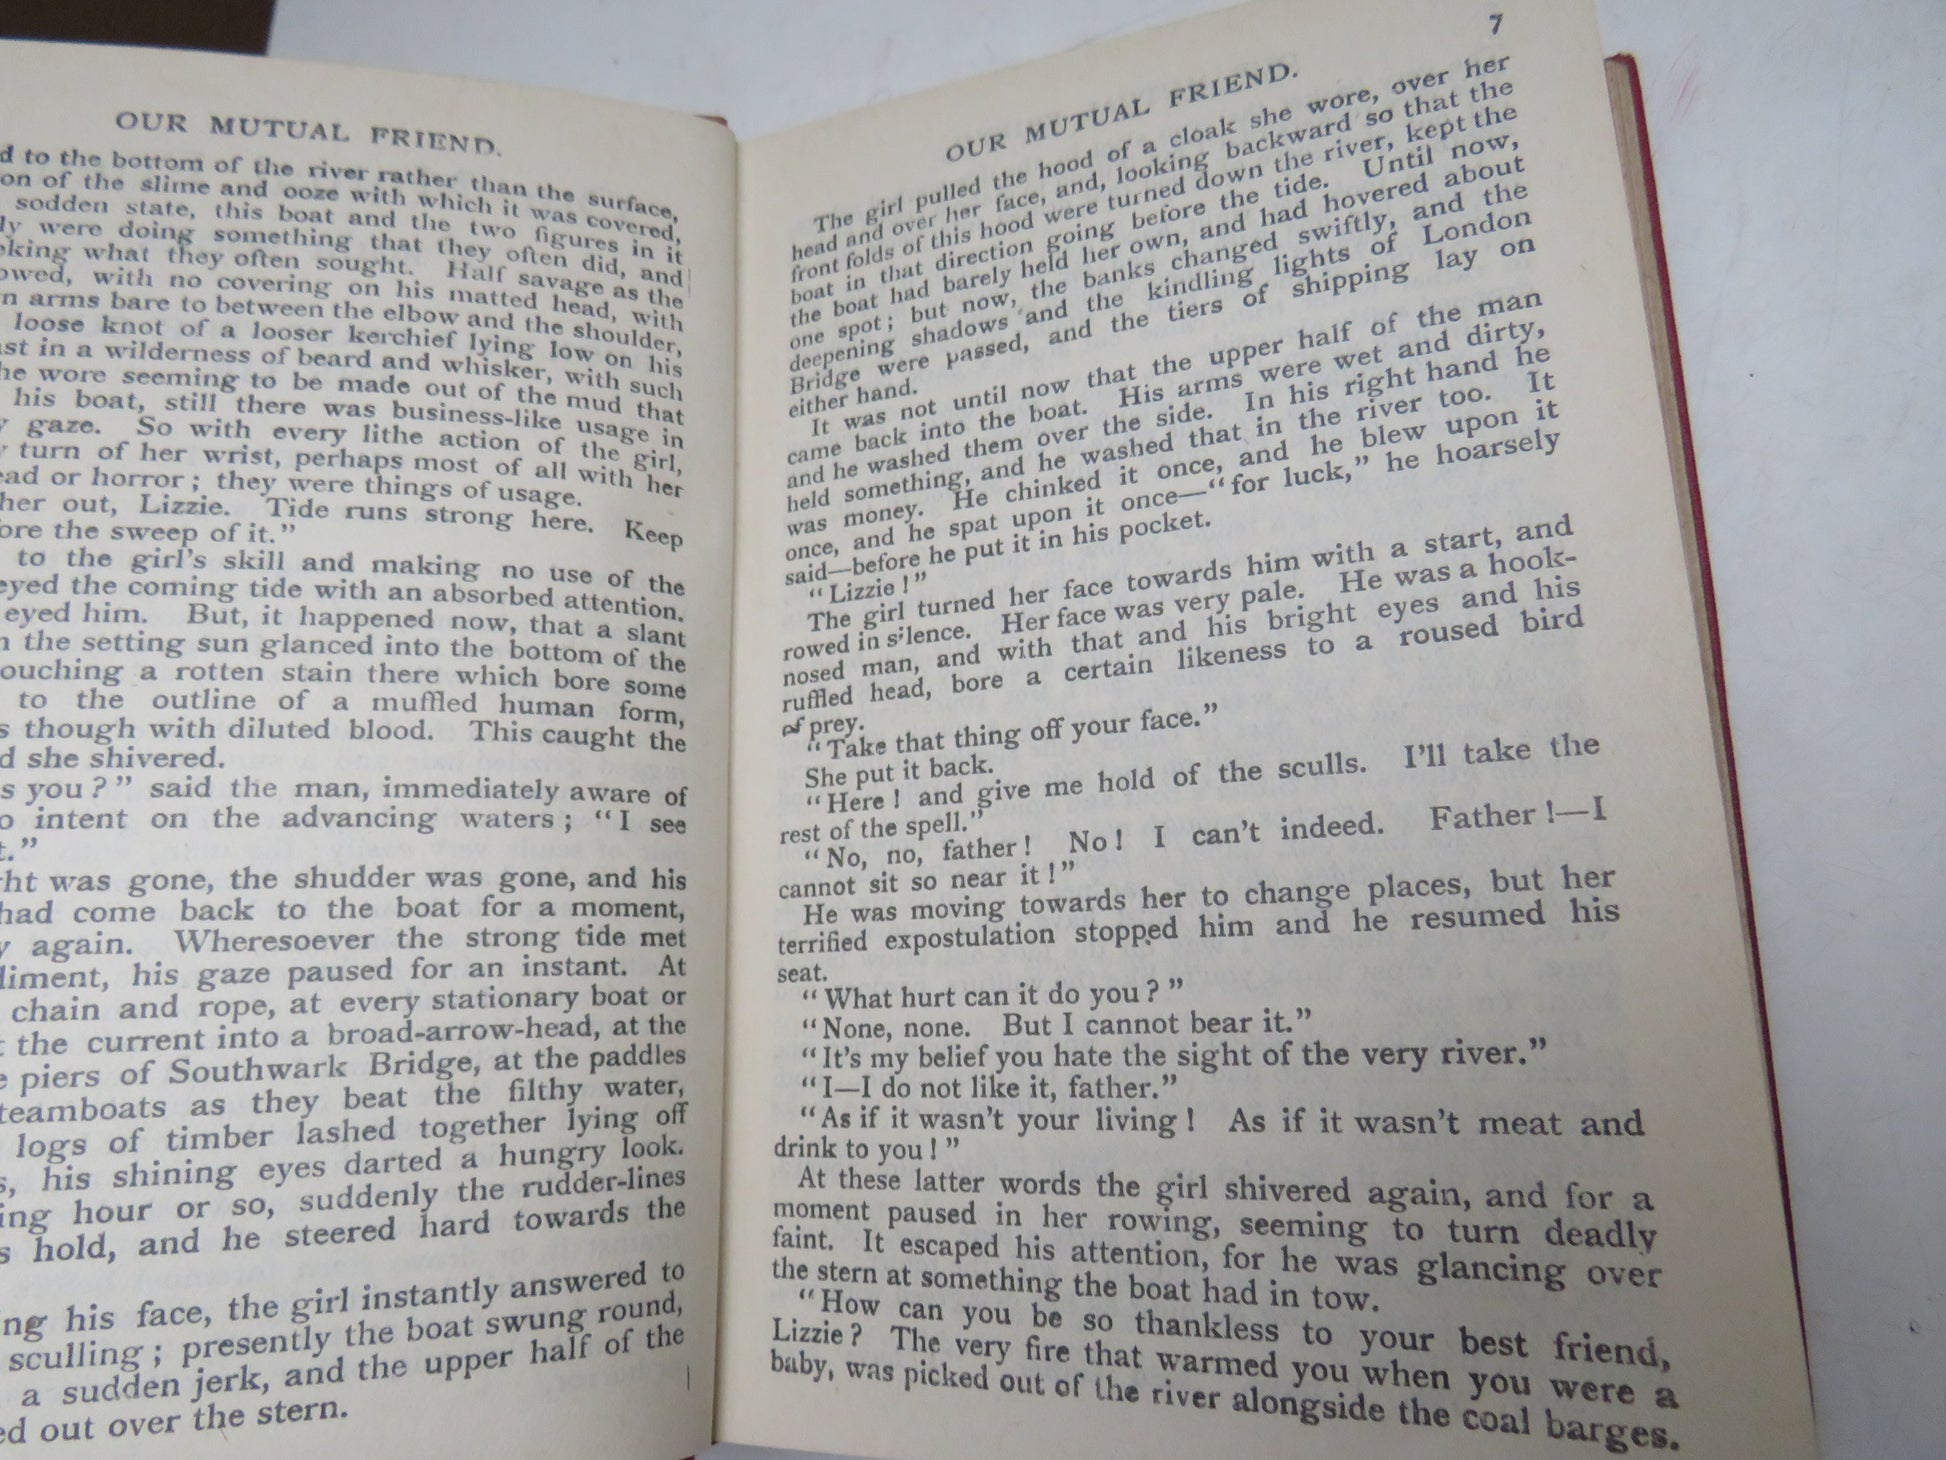 OUR MUTUAL FRIEND.
to the bottom of the river rather than the surface,
on of the slime and ooze with which it was covered,
sodden state, this boat and the two figures in it
were doing something that they often did, and
what they often sought. Half savage as the
with no covering on his matted head, with
arms bare to between the elbow and the shoulder,
loose knot of a looser kerchief lying low on his
in a wilderness of beard and whisker, with such
he wore seeming to be made out of the mud that
his boat, still there was business-like usage in
gaze. So with every lithe action of the girl,
turn of her wrist, perhaps most of all with her
ead or horror; they were things of usage.
her out, Lizzie. Tide runs strong here. Keep
ore the sweep of it."
to the girl's skill and making no use of the
eyed the coming tide with an absorbed attention.
eyed him. But, it happened now, that a slant
the setting sun glanced into the bottom of the
ouching a rotten stain there which bore some
to the outline of a muffled human form,
s though with diluted blood. This caught the
d she shivered.
s you?" said the man, immediately aware of
o intent on the advancing waters; "I see
t."
ht was gone, the shudder was gone, and his
had come back to the boat for a moment,
y again. Wheresoever the strong tide met
diment, his gaze paused for an instant. At
chain and rope, at every stationary boat or
t the current into a broad-arrow-head, at the
e piers of Southwark Bridge, at the paddles
teamboats as they beat the filthy water,
logs of timber lashed together lying off
s, his shining eyes darted a hungry look.
ing hour or so, suddenly the rudder-lines
s hold, and he steered hard towards the
ng his face, the girl instantly answered to
sculling; presently the boat swung round,
a sudden jerk, and the upper half of the
ed out over the stern.
7
OUR MUTUAL FRIEND.
The girl pulled the hood of a cloak she wore, over her
head and over her face, and, looking backward so that the
front folds of this hood were turned down the river, kept the
boat in that direction going before the tide. Until now,
the boat had barely held her own, and had hovered about
one spot; but now, the banks changed swiftly, and the
deepening shadows and the kindling lights of London
Bridge were passed, and the tiers of shipping lay on
either hand.
It was not until now that the upper half of the man
came back into the boat. His arms were wet and dirty,
and he washed them over the side. In his right hand he
held something, and he washed that in the river too. It
was money. He chinked it once, and he blew upon it
once, and he spat upon it once—"for luck," he hoarsely
said—before he put it in his pocket.
"Lizzie!"
The girl turned her face towards him with a start, and
rowed in silence. Her face was very pale. He was a hook-
nosed man, and with that and his bright eyes and his
ruffled head, bore a certain likeness to a roused bird
of prey.
"Take that thing off your face."
She put it back.
"Here! and give me hold of the sculls. I'll take the
rest of the spell."
"No, no, father! No! I can't indeed. Father!—I
cannot sit so near it!"
He was moving towards her to change places, but her
terrified expostulation stopped him and he resumed his
seat.
"What hurt can it do you?"
"None, none. But I cannot bear it."
"It's my belief you hate the sight of the very river."
"I—I do not like it, father."
"As if it wasn't your living! As if it wasn't meat and
drink to you!"
At these latter words the girl shivered again, and for a
moment paused in her rowing, seeming to turn deadly
faint. It escaped his attention, for he was glancing over
the stern at something the boat had in tow.
"How can you be so thankless to your best friend,
Lizzie? The very fire that warmed you when you were a
baby, was picked out of the river alongside the coal barges.